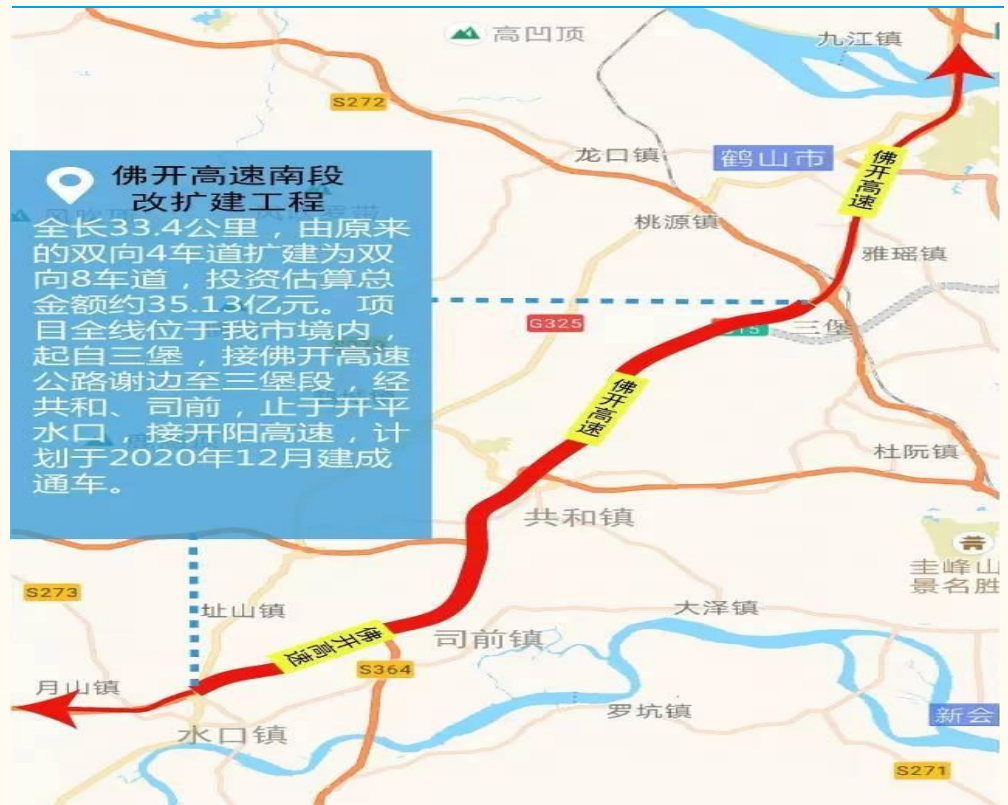 高凹顶
九江镇
S272
龙口镇
鹤山市
佛开高速
佛开高速南段
改扩建工程
全长33.4公里，由原来
的双向4车道扩建为双
向8车道，投资估算总
金额约35.13亿元。项
目全线位于我市境内，
起自三堡，接佛开高速
公路谢边至三堡段，经
共和、司前，止于开平
水口，接开阳高速，计
划于2020年12月建成
通车。
桃源镇
雅瑶镇
G325
三堡
佛开高速
杜阮镇
共和镇
圭峰山
景名胜
S273
址山镇
大泽镇
佛开高速
司前镇
S364
月山镇
罗坑镇
新会
水口镇
S271